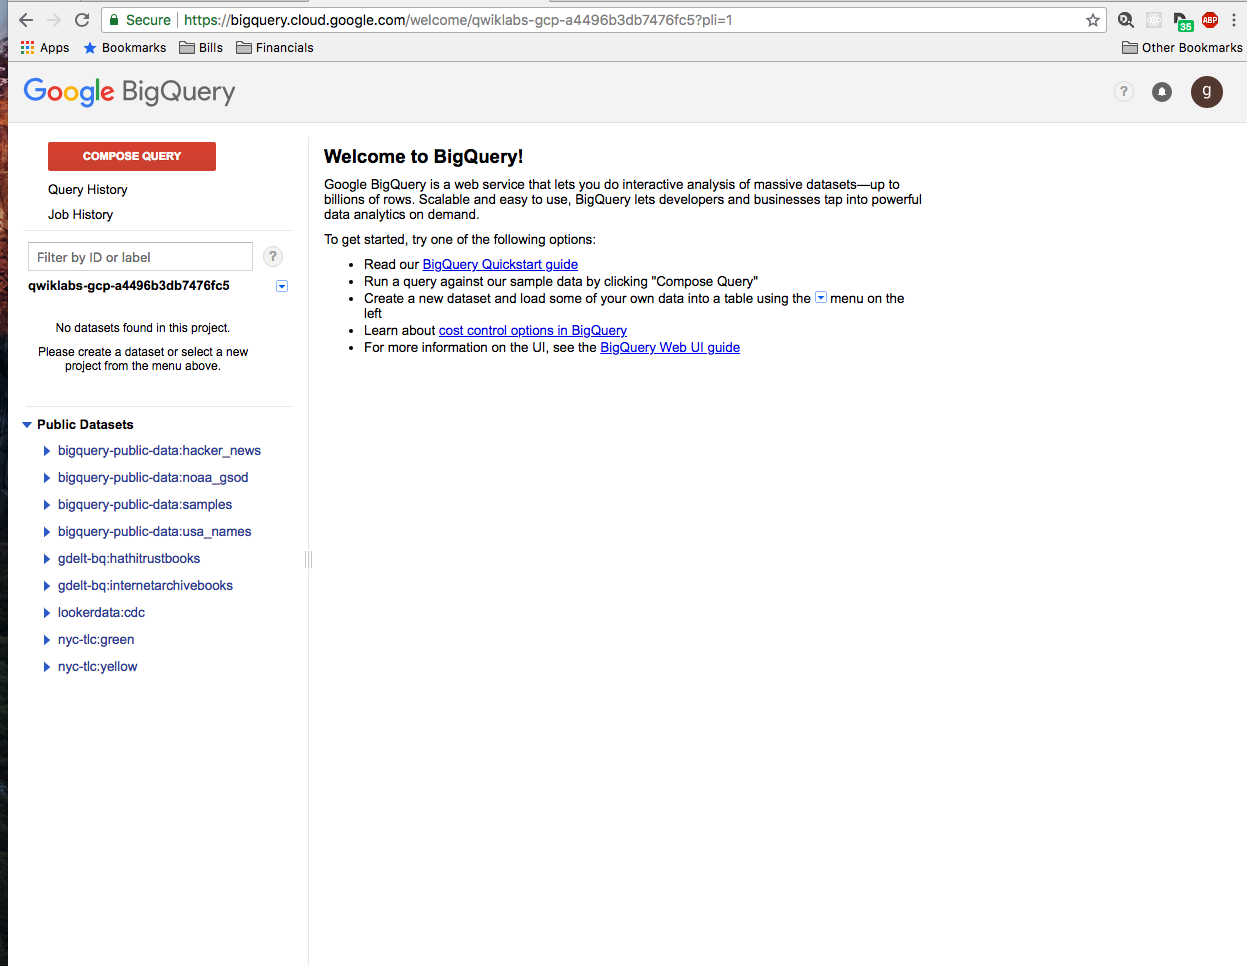 Secure https://bigquery.cloud.google.com/welcome/qwiklabs-gcp-a4496b3db7476fc5?pli=1
35
ABP
Apps Bookmarks Bills Financials Other Bookmarks
Google BigQuery
? g
COMPOSE QUERY
Query History
Job History
Filter by ID or label ?
qwiklabs-gcp-a4496b3db7476fc5
No datasets found in this project.
Please create a dataset or select a new
project from the menu above.
Public Datasets
bigquery-public-data:hacker_news
bigquery-public-data:noaa_gsod
bigquery-public-data:samples
bigquery-public-data:usa_names
gdelt-bq:hathitrustbooks
gdelt-bq:internetarchivebooks
lookerdata:cdc
nyc-tlc:green
nyc-tlc:yellow
Welcome to BigQuery!
Google BigQuery is a web service that lets you do interactive analysis of massive datasets—up to
billions of rows. Scalable and easy to use, BigQuery lets developers and businesses tap into powerful
data analytics on demand.
To get started, try one of the following options:
• Read our BigQuery Quickstart guide
• Run a query against our sample data by clicking "Compose Query"
• Create a new dataset and load some of your own data into a table using the menu on the
left
• Learn about cost control options in BigQuery
• For more information on the UI, see the BigQuery Web UI guide